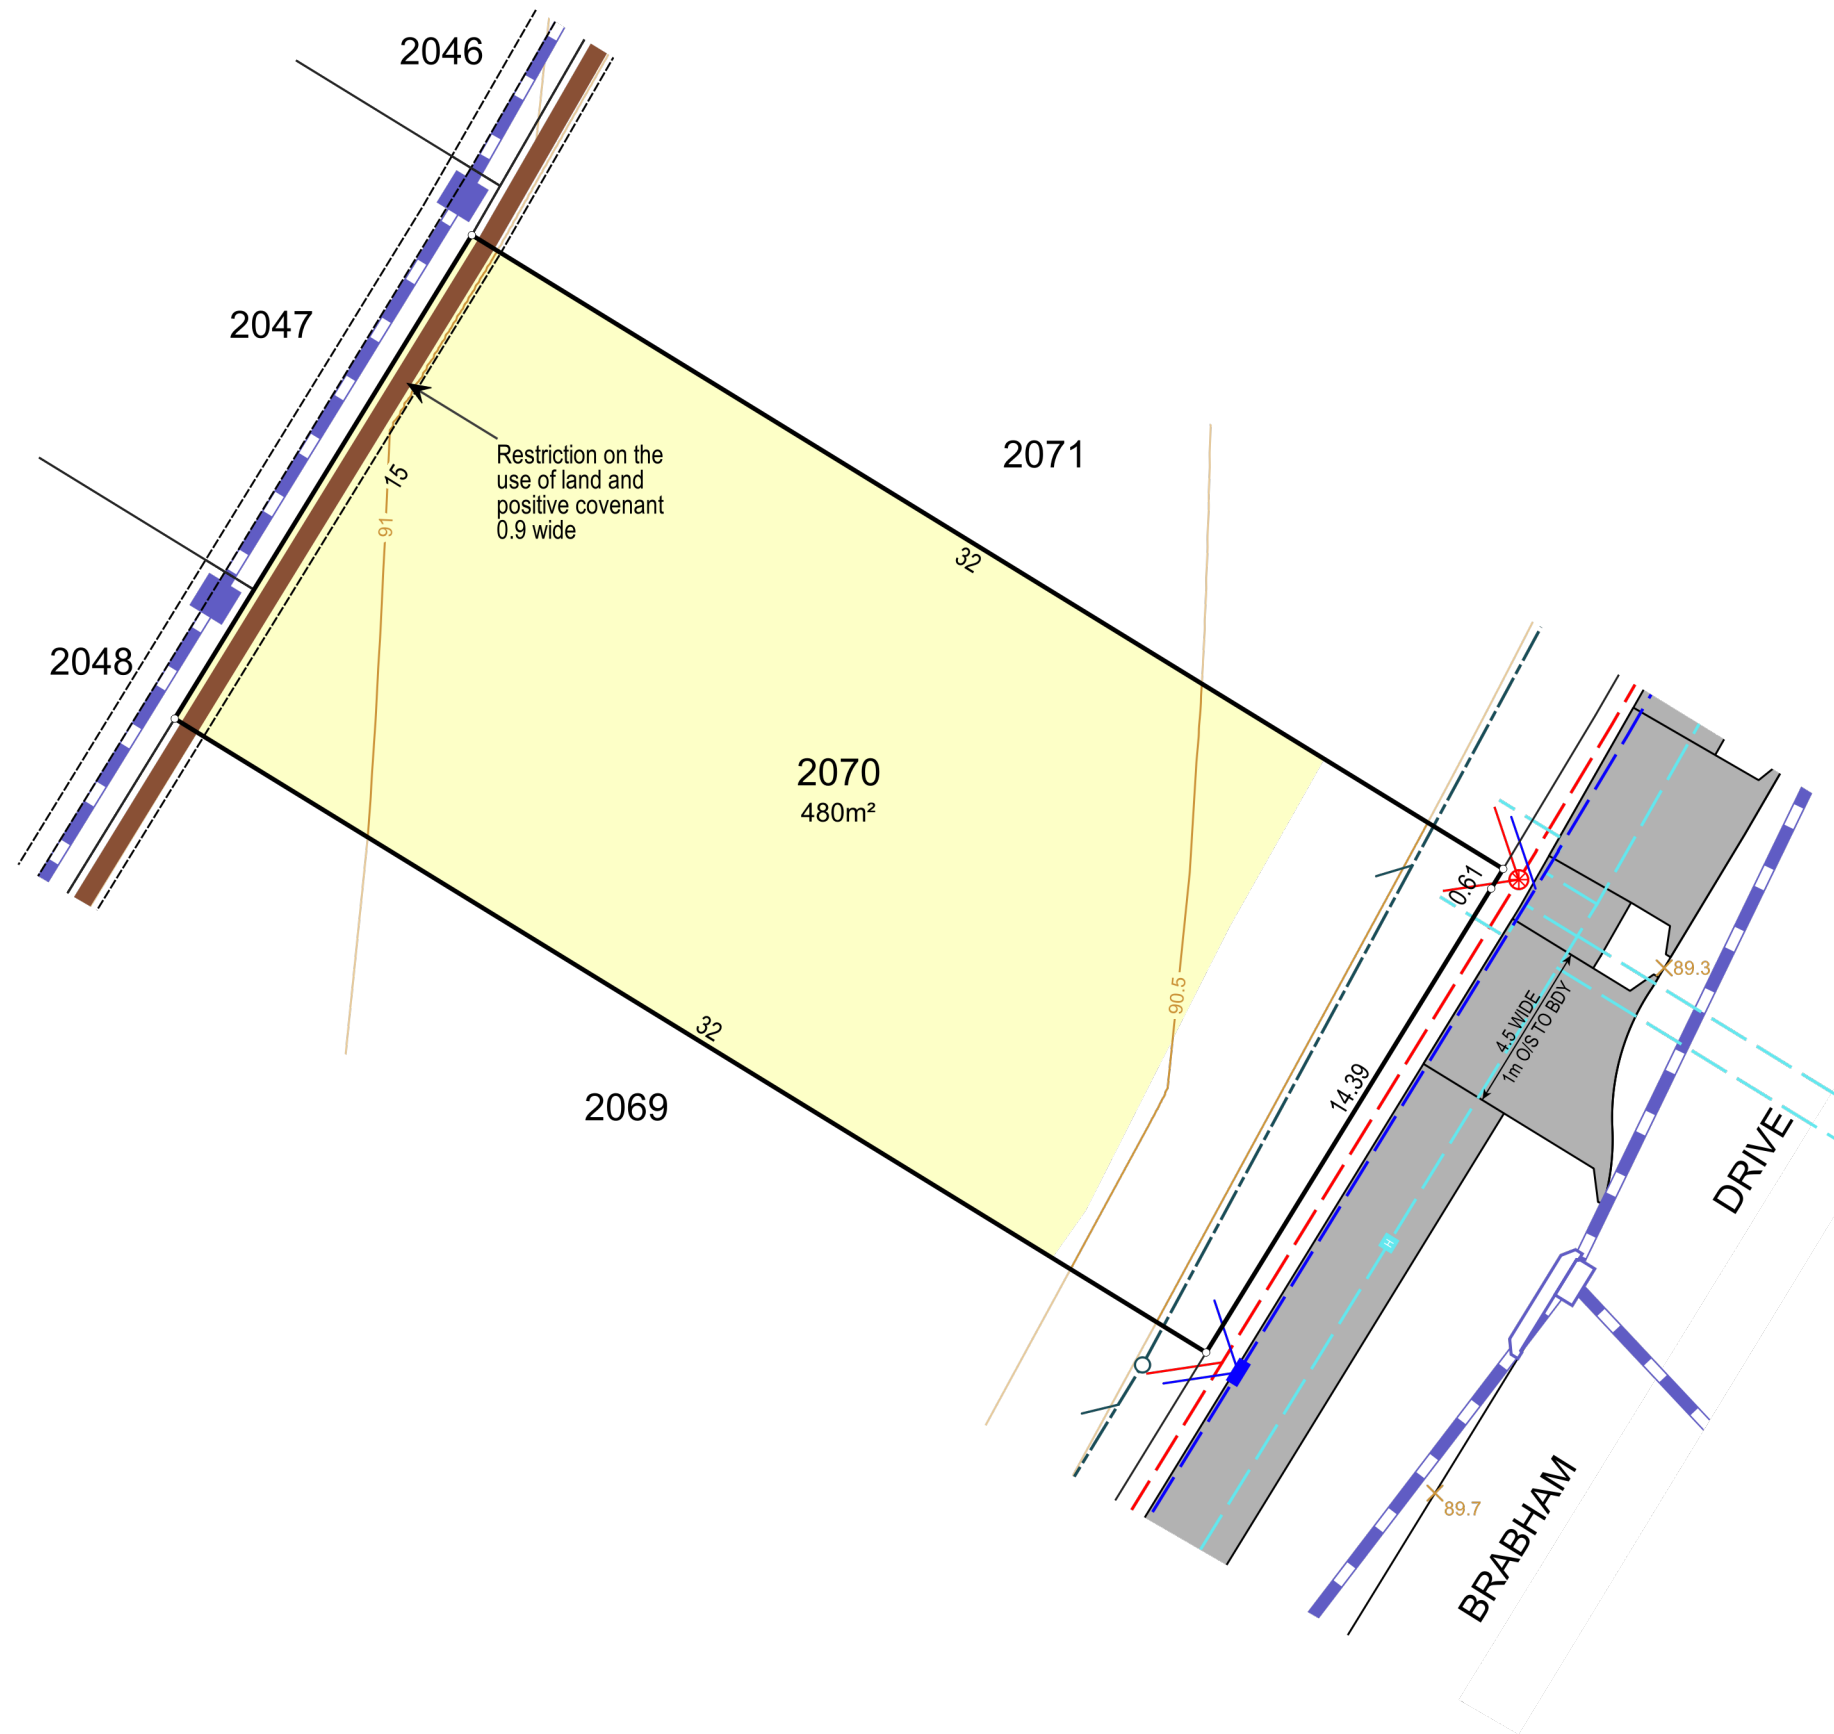 2046
2047
2048
15
91
Restriction on the
use of land and
positive covenant
0.9 wide
2071
32
2070
480m²
32
2069
90.5
0.61
14.39
4.5 WIDE
1m O/S TO BDY
89.3
H
89.7
BRABHAM DRIVE